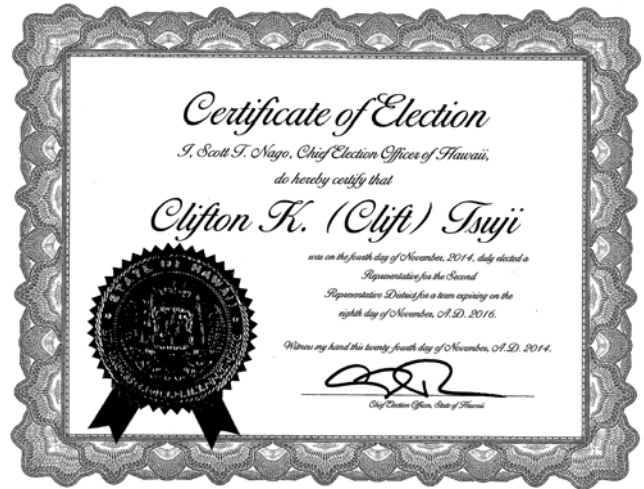 Certificate of Election
I, Scott T. Nago, Chief Election Officer of Hawaii,
do hereby certify that
Clifton K. (Clift) Tsuji
was on the fourth day of November, 2014, duly elected a
Representative for the Second
Representative District for a term expiring on the
eighth day of November, A.D. 2016.
Witness my hand this twenty fourth day of November, A.D. 2014.
Chief Election Officer, State of Hawaii
STATE OF HAWAII